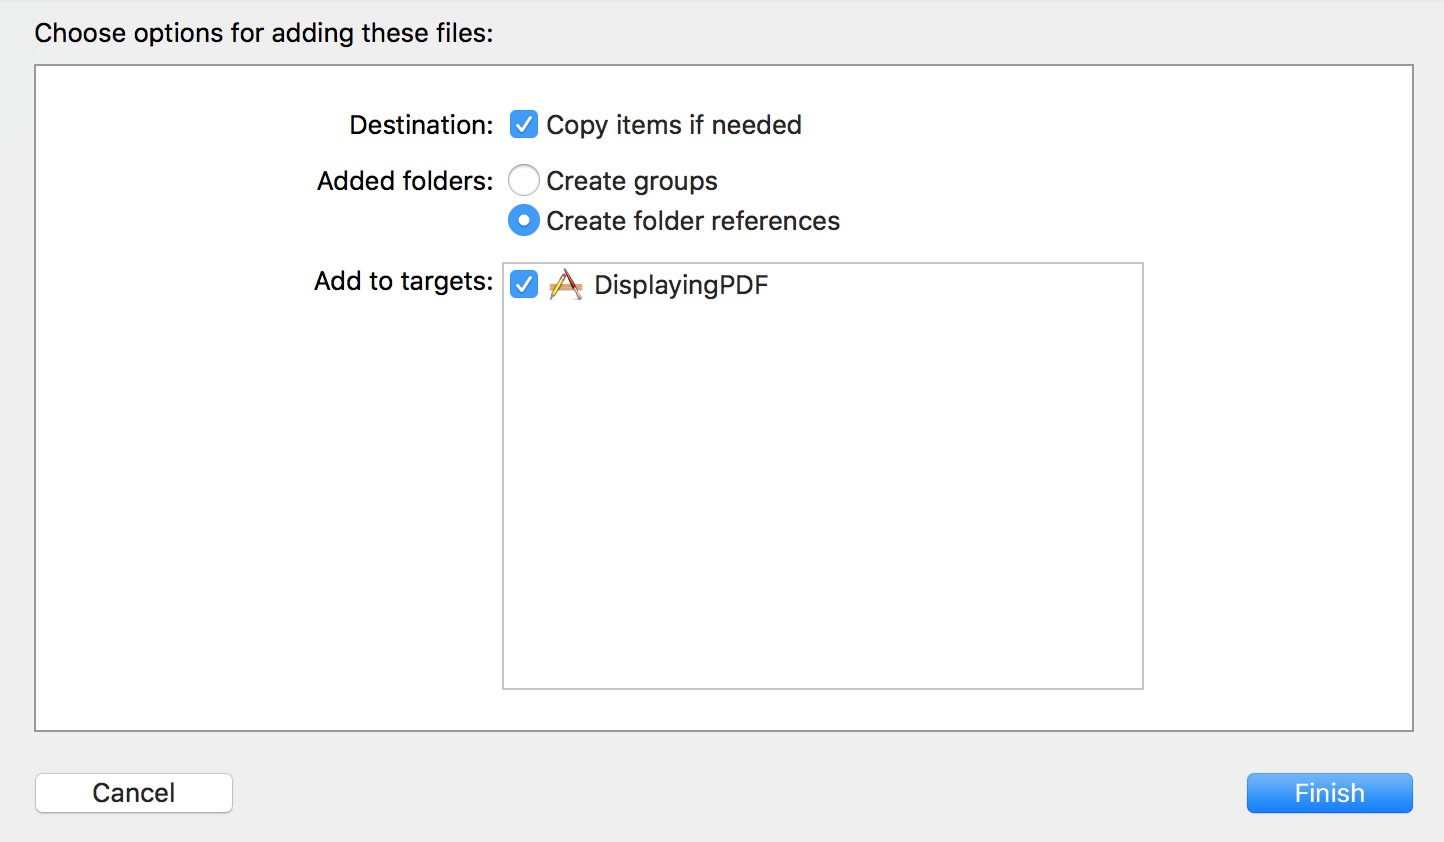 Choose options for adding these files:
Destination: Copy items if needed
Added folders: Create groups
Create folder references
Add to targets: DisplayingPDF
Cancel Finish